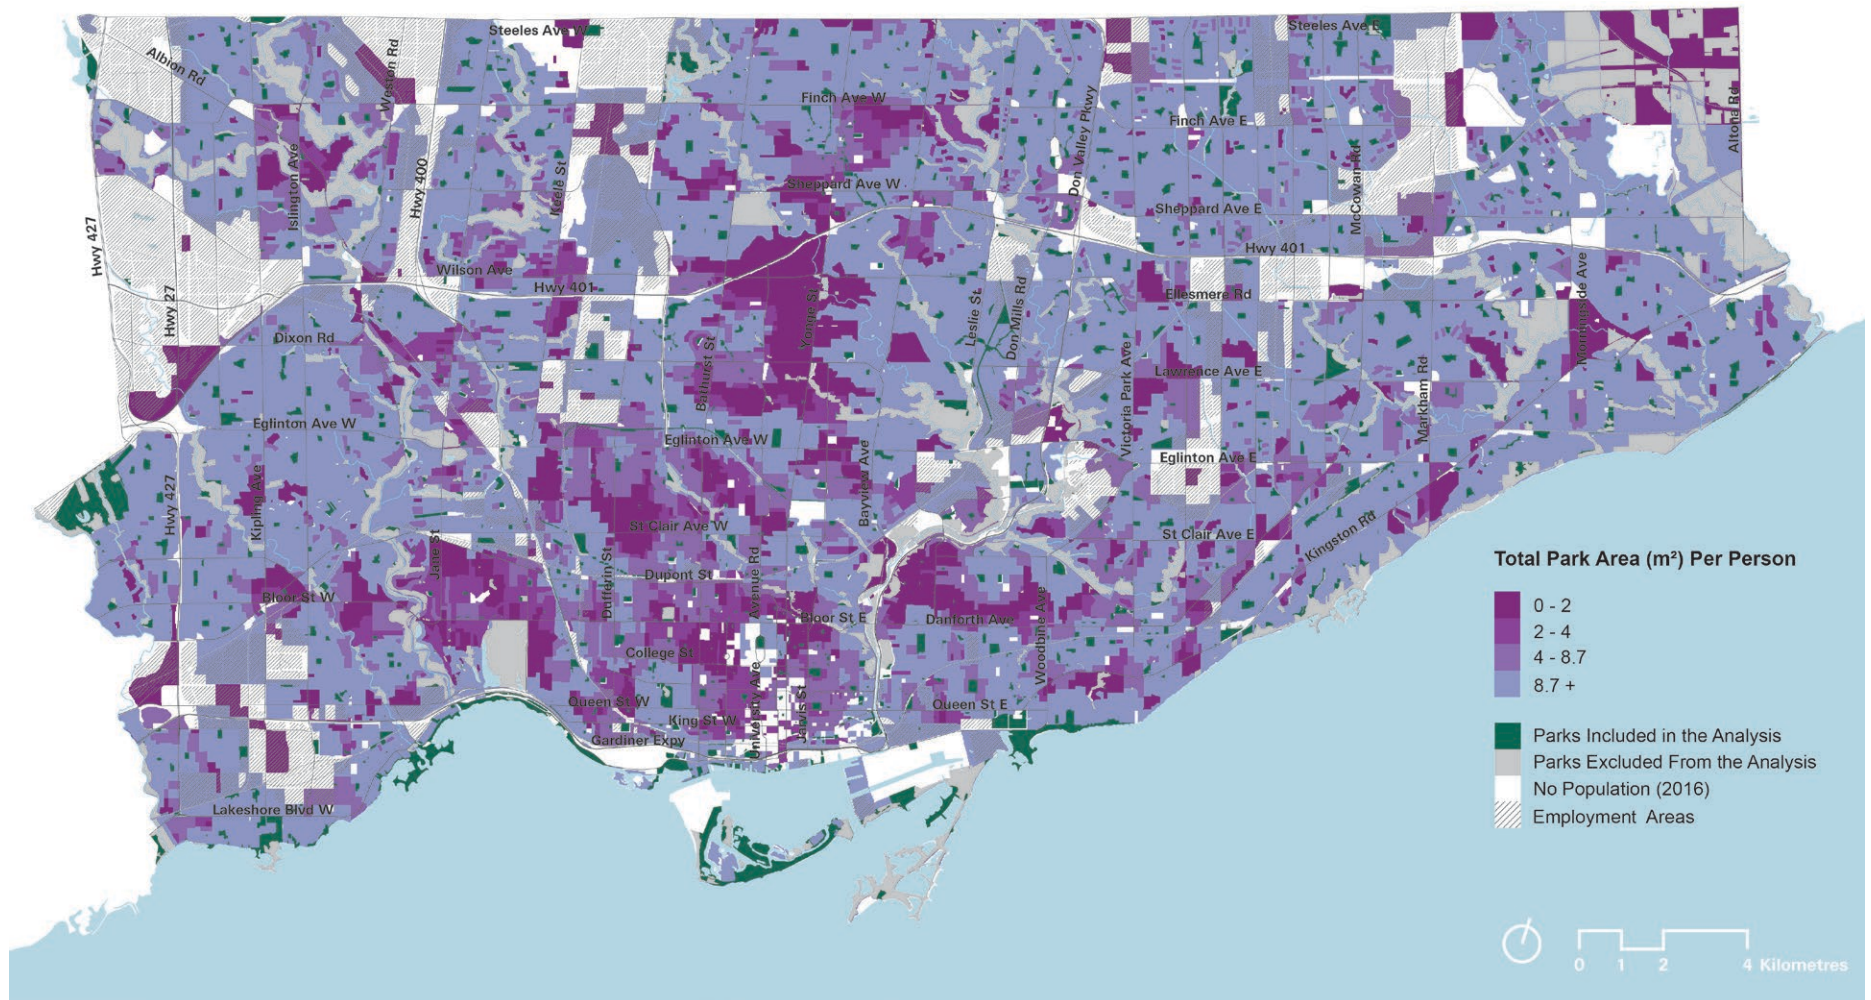 Steeles Ave W
Steeles Ave E
Albion Rd
Weston Rd
Finch Ave W
Finch Ave E
Don Valley Pkwy
Altona Rd
Islington Ave
Hwy 400
Keele St
Sheppard Ave W
McCowan Rd
Sheppard Ave E
Hwy 427
Hwy 401
Wilson Ave
Hwy 401
Hwy 27
Ellesmere Rd
Yonge St
Leslie St
Don Mills Rd
Morningside Ave
Dixon Rd
Bathurst St
Victoria Park Ave
Lawrence Ave E
Markham Rd
Eglinton Ave W
Eglinton Ave W
Bayview Ave
Eglinton Ave E
Hwy 427
Kipling Ave
St Clair Ave W
St Clair Ave E
Kingston Rd
Jane St
Dufferin St
Dupont St
Avenue Rd
Bloor St W
Bloor St E
Danforth Ave
Woodbine Ave
College St
University Ave
Jarvis St
Queen St W
Queen St E
King St W
Gardiner Expy
Lakeshore Blvd W
Total Park Area (m²) Per Person
0 - 2
2 - 4
4 - 8.7
8.7 +
Parks Included in the Analysis
Parks Excluded From the Analysis
No Population (2016)
Employment Areas
0 1 2 4 Kilometres